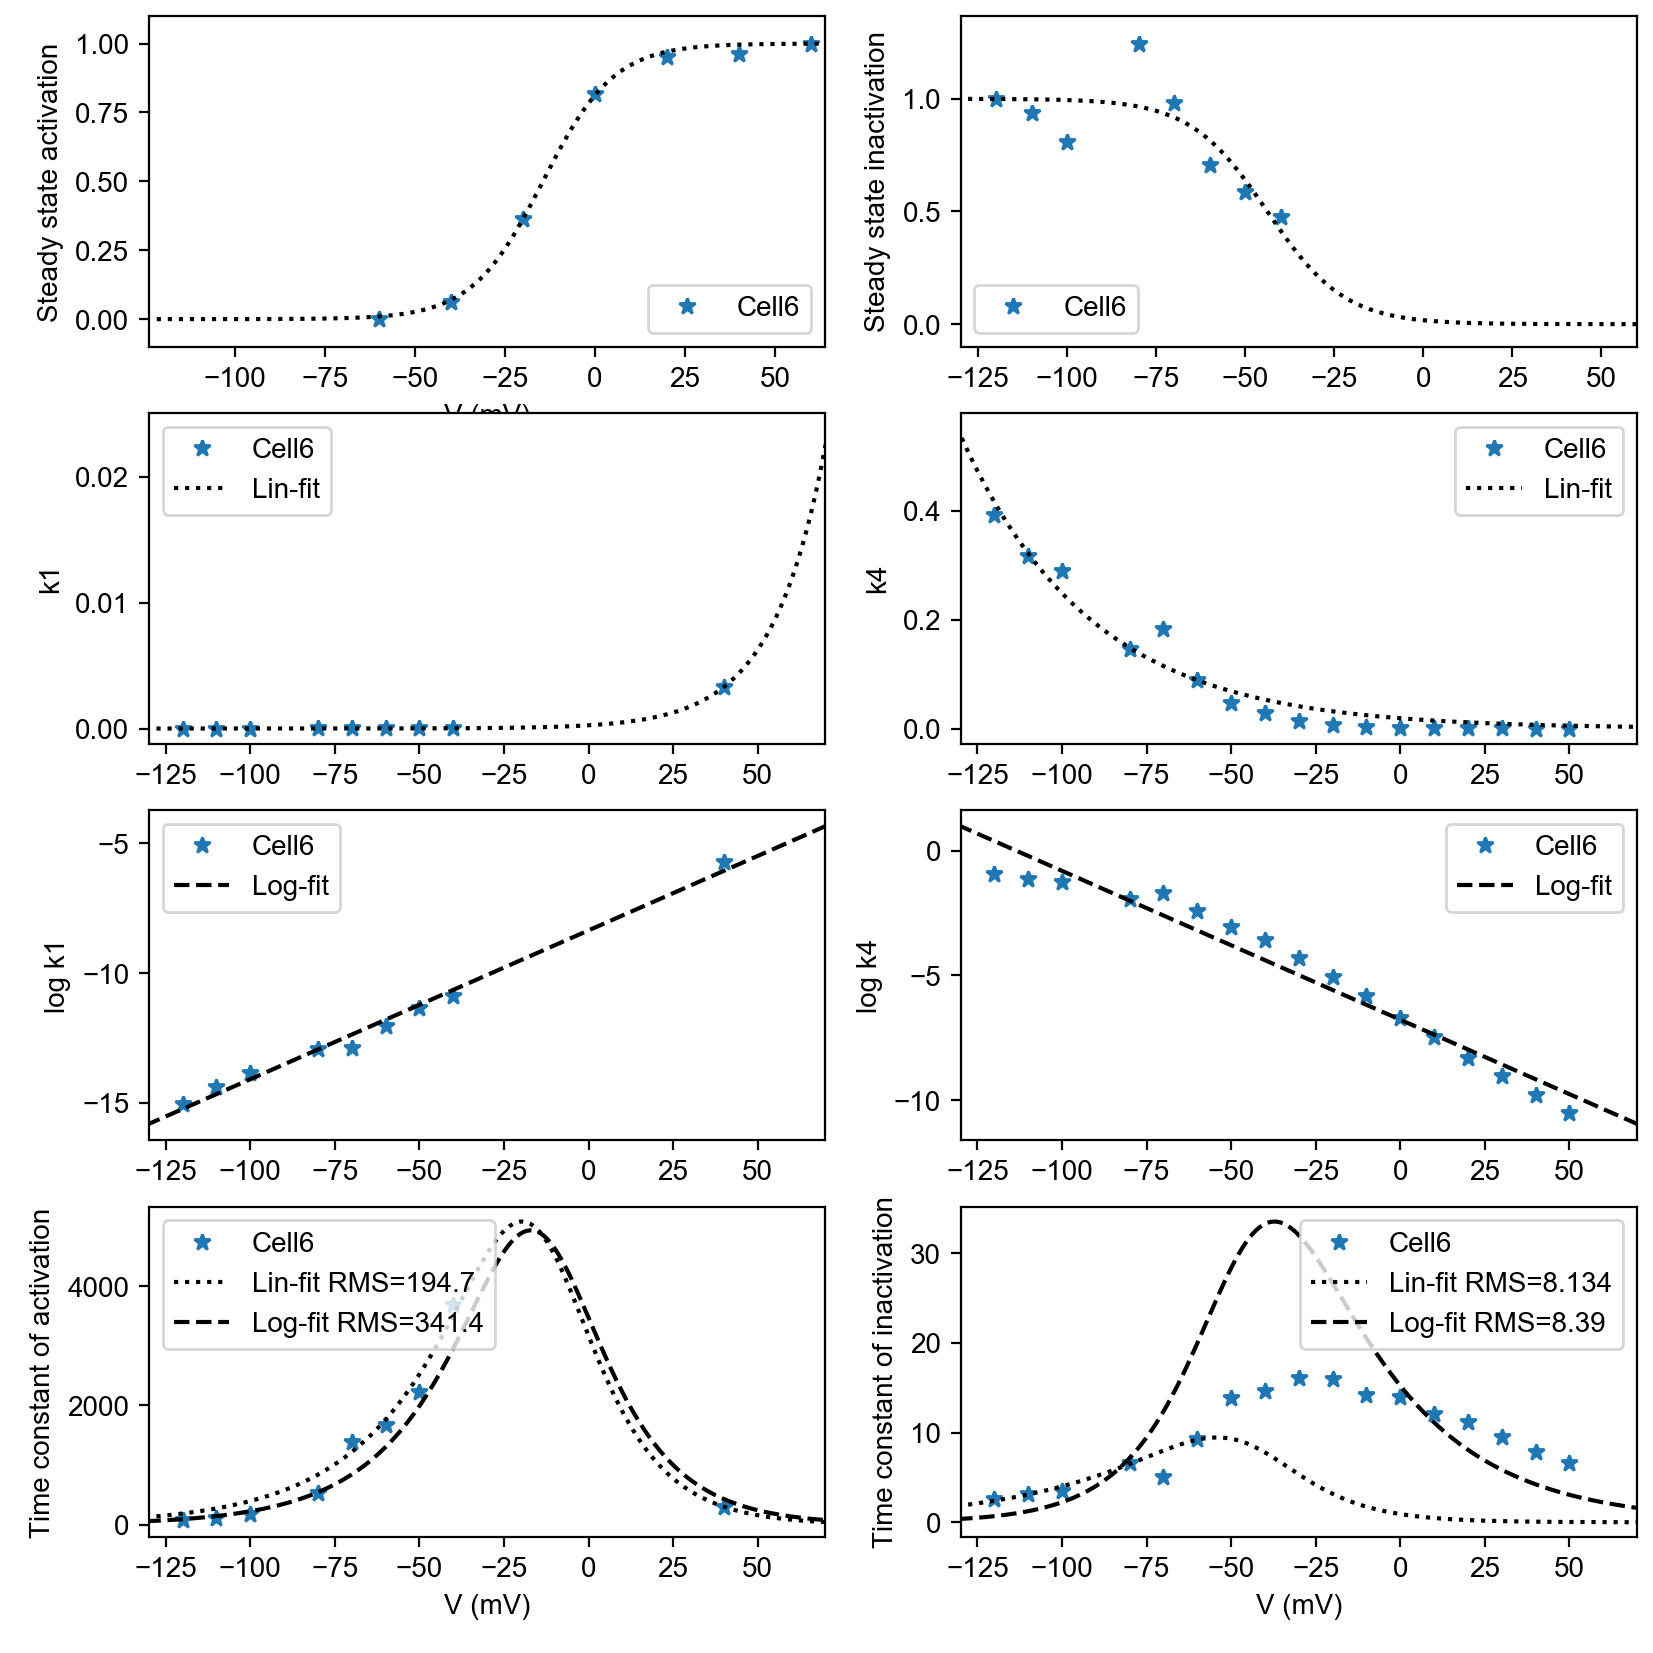 Steady state activation
1.00
0.75
0.50
0.25
0.00
Cell6
−100 −75 −50 −25 0 25 50
V (mV)
Steady state inactivation
1.0
0.5
0.0
Cell6
−125 −100 −75 −50 −25 0 25 50
k1
0.02
0.01
0.00
Cell6
Lin-fit
−125 −100 −75 −50 −25 0 25 50
k4
0.4
0.2
0.0
Cell6
Lin-fit
−125 −100 −75 −50 −25 0 25 50
log k1
−5
−10
−15
Cell6
Log-fit
−125 −100 −75 −50 −25 0 25 50
log k4
0
−5
−10
Cell6
Log-fit
−125 −100 −75 −50 −25 0 25 50
Time constant of activation
4000
2000
0
Cell6
Lin-fit RMS=194.7
Log-fit RMS=341.4
−125 −100 −75 −50 −25 0 25 50
V (mV)
Time constant of inactivation
30
20
10
0
Cell6
Lin-fit RMS=8.134
Log-fit RMS=8.39
−125 −100 −75 −50 −25 0 25 50
V (mV)